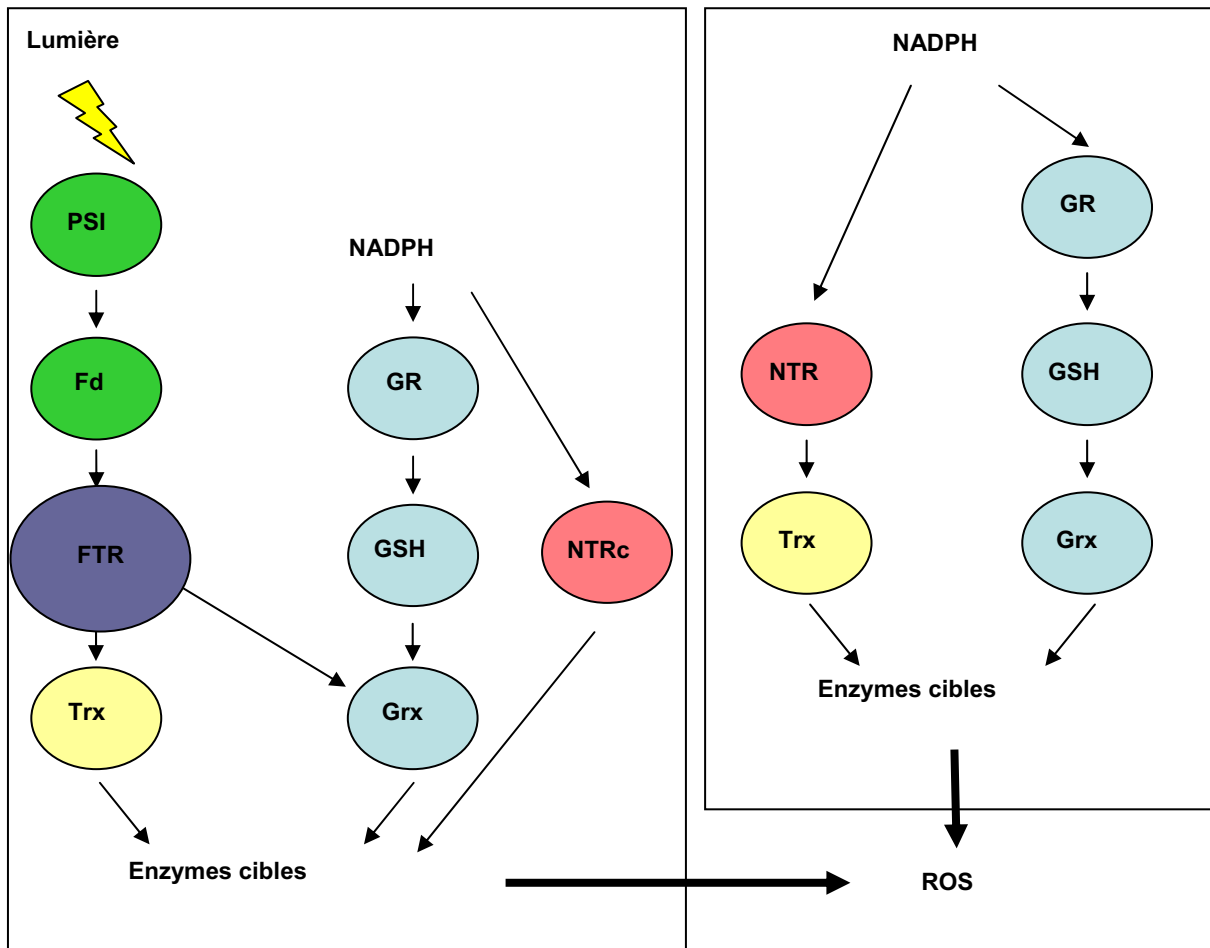 Lumière
PSI
Fd
FTR
Trx
NADPH
GR
GSH
Grx
NTRc
Enzymes cibles
NADPH
NTR
Trx
GR
GSH
Grx
Enzymes cibles
ROS